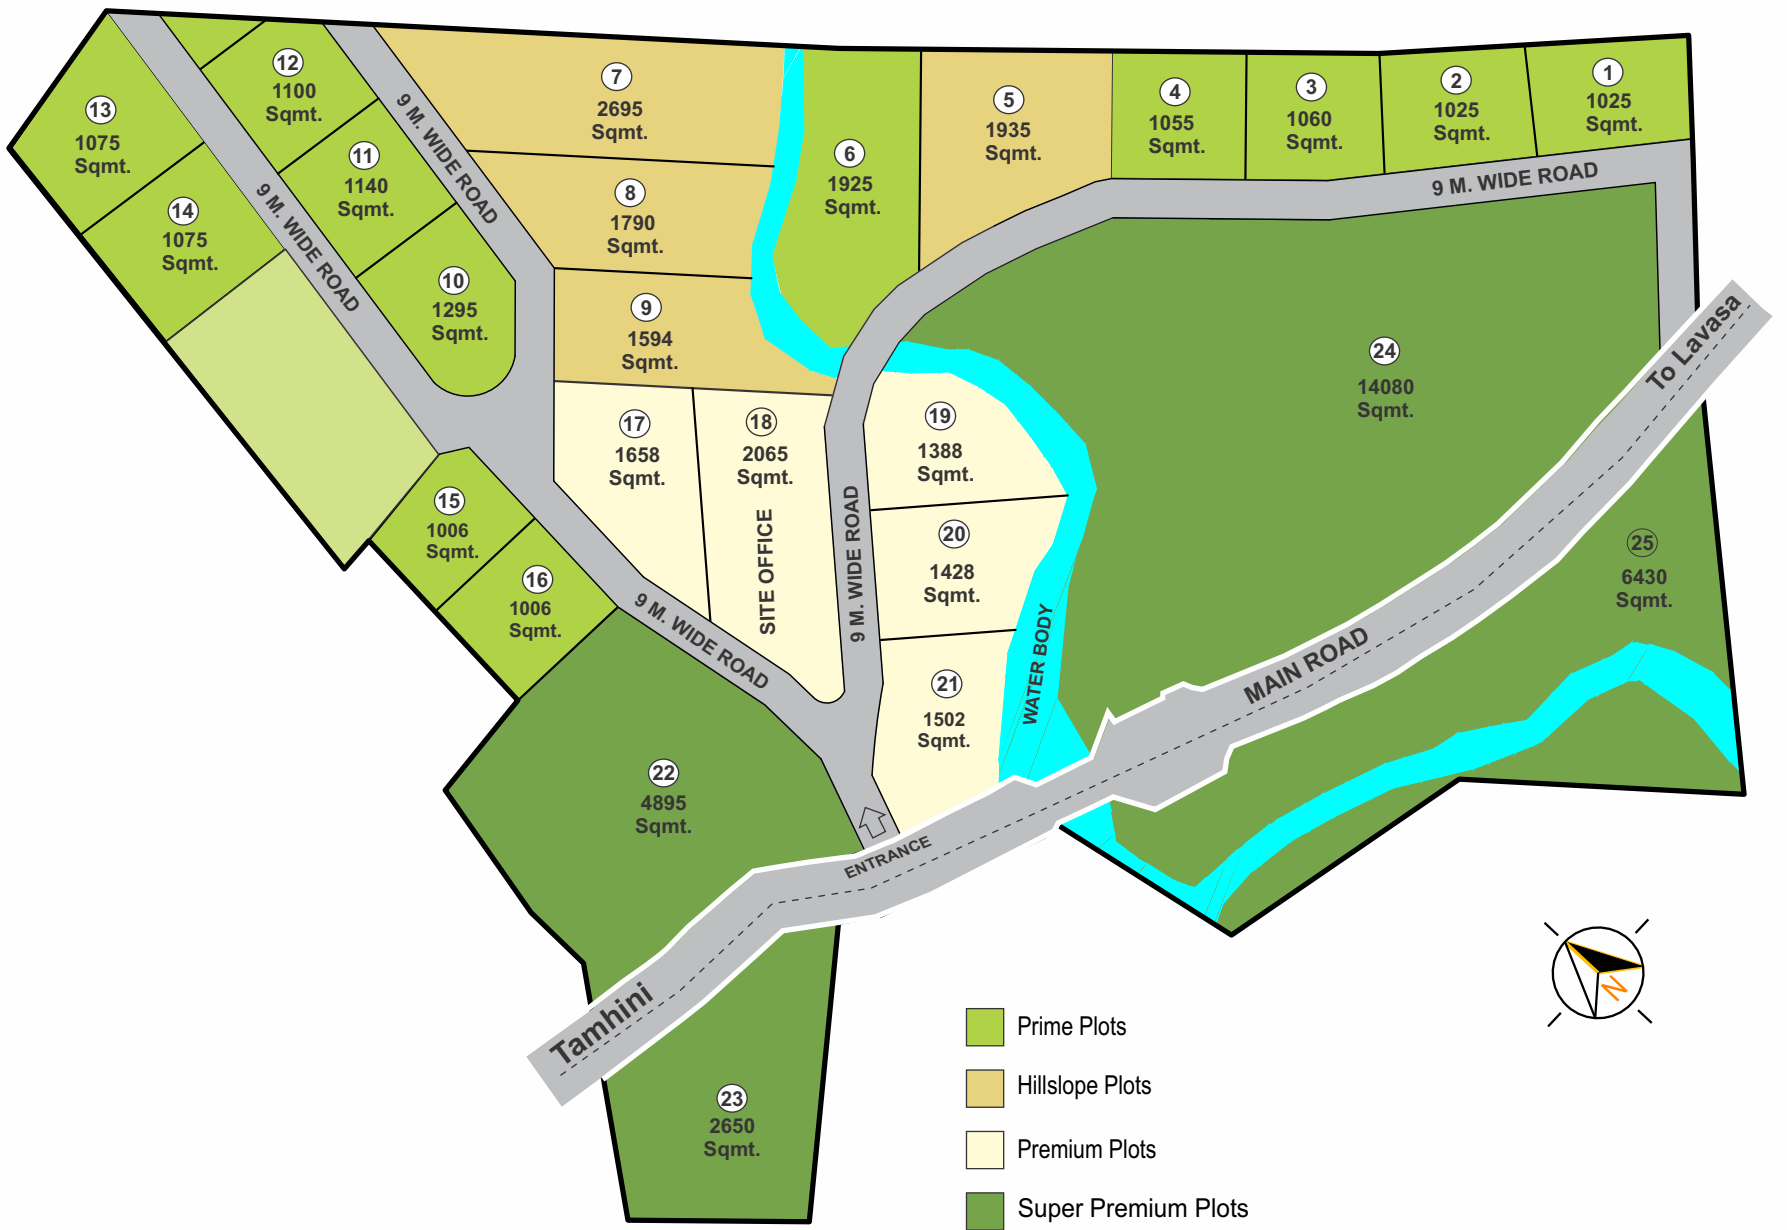 1
1025
Sqmt.
2
1025
Sqmt.
3
1060
Sqmt.
4
1055
Sqmt.
5
1935
Sqmt.
6
1925
Sqmt.
7
2695
Sqmt.
8
1790
Sqmt.
9
1594
Sqmt.
10
1295
Sqmt.
11
1140
Sqmt.
12
1100
Sqmt.
13
1075
Sqmt.
14
1075
Sqmt.
15
1006
Sqmt.
16
1006
Sqmt.
17
1658
Sqmt.
18
2065
Sqmt.
SITE OFFICE
19
1388
Sqmt.
20
1428
Sqmt.
21
1502
Sqmt.
22
4895
Sqmt.
23
2650
Sqmt.
24
14080
Sqmt.
25
6430
Sqmt.
9 M. WIDE ROAD
9 M. WIDE ROAD
9 M. WIDE ROAD
9 M. WIDE ROAD
9 M. WIDE ROAD
WATER BODY
MAIN ROAD
To Lavasa
ENTRANCE
Tamhini
N
Prime Plots
Hillslope Plots
Premium Plots
Super Premium Plots